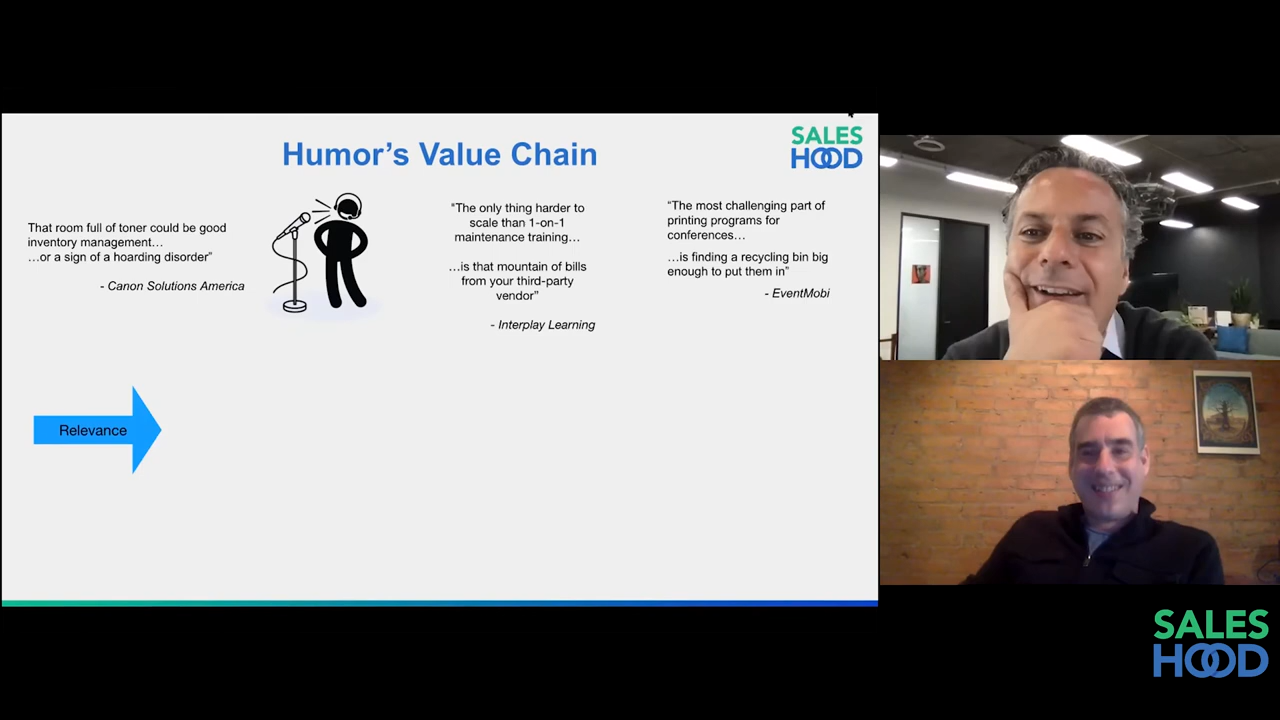 Humor’s Value Chain
SALES
HOOD
That room full of toner could be good
inventory management…
…or a sign of a hoarding disorder”
- Canon Solutions America
“The only thing harder to
scale than 1-on-1
maintenance training…
…is that mountain of bills
from your third-party
vendor”
- Interplay Learning
“The most challenging part of
printing programs for
conferences…
…is finding a recycling bin big
enough to put them in”
- EventMobi
Relevance
SALES
HOOD